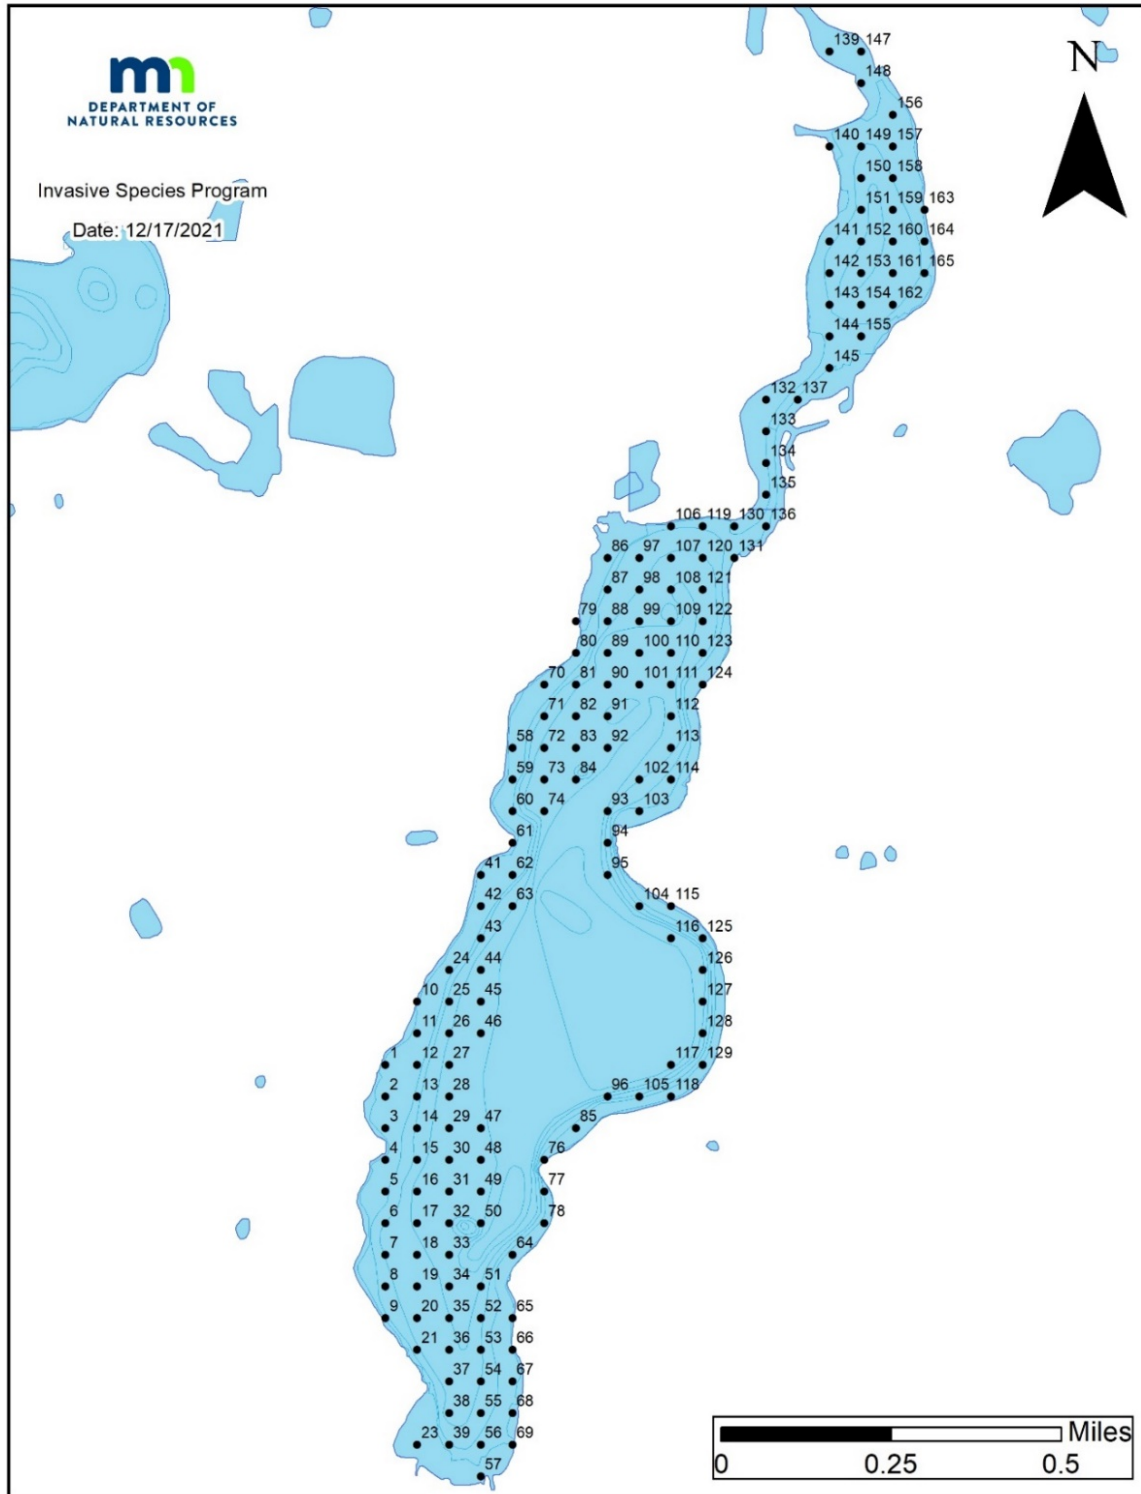 139 147
N
mn
148
DEPARTMENT OF
NATURAL RESOURCES
156
140 149 157
150 158
Invasive Species Program
151 159 163
Date: 12/17/2021
141 152 160 164
142 153 161 165
143 154 162
144 155
145
132 137
133
134
135
106 119 130 136
86 97 107 120 131
87 98 108 121
79 88 99 109 122
80 89 100 110 123
70 81 90 101 111 124
71 82 91 112
58 72 83 92 113
59 73 84 102 114
60 74 93 103
61 94
41 62 95
42 63 104 115
43 116 125
24 44 126
10 25 45 127
11 26 46 128
1 12 27 117 129
2 13 28 96 105 118
3 14 29 47 85
4 15 30 48 76
5 16 31 49 77
6 17 32 50 78
7 18 33 64
8 19 34 51
9 20 35 52 65
21 36 53 66
37 54 67
38 55 68
23 39 56 69
Miles
57
0 0.25 0.5